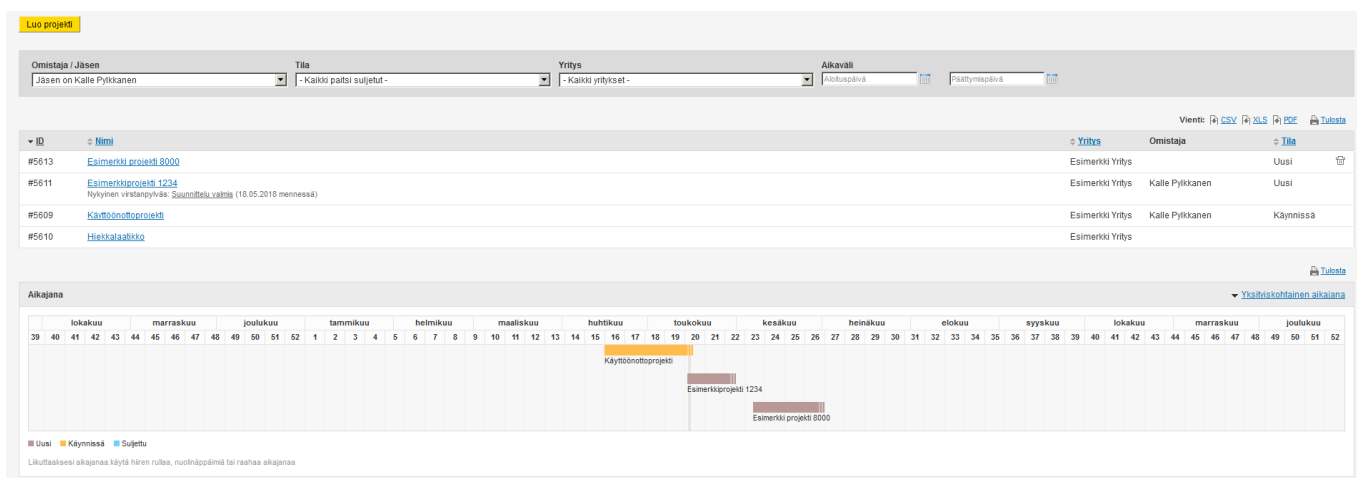 Luo projekti
Omistaja / Jäsen Tila Yritys Aikaväli
Jäsen on Kalle Pylkkanen - Kaikki paitsi suljetut - - Kaikki yritykset - Aloituspäivä Päättymispäivä
Vienti: CSV XLS PDF Tulosta
ID Nimi Yritys Omistaja Tila
#5613 Esimerkki projekti 8000 Esimerkki Yritys Uusi
#5611 Esimerkkiprojekti 1234 Esimerkki Yritys Kalle Pylkkanen Uusi
Nykyinen virstanpylväs: Suunnittelu valmis (18.05.2018 mennessä)
#5609 Käyttöönottoprojekti Esimerkki Yritys Kalle Pylkkanen Käynnissä
#5610 Hiekkalaatikko Esimerkki Yritys
Tulosta
Aikajana Yksityiskohtainen aikajana
lokakuu marraskuu joulukuu tammikuu helmikuu maaliskuu huhtikuu toukokuu kesäkuu heinäkuu elokuu syyskuu lokakuu marraskuu joulukuu
39 40 41 42 43 44 45 46 47 48 49 50 51 52 1 2 3 4 5 6 7 8 9 10 11 12 13 14 15 16 17 18 19 20 21 22 23 24 25 26 27 28 29 30 31 32 33 34 35 36 37 38 39 40 41 42 43 44 45 46 47 48 49 50 51 52
Käyttöönottoprojekti
Esimerkkiprojekti 1234
Esimerkki projekti 8000
Uusi Käynnissä Suljettu
Liikuttaaksesi aikajanaa:käytä hiiren rullaa, nuolinäppäimiä tai raahaa aikajanaa